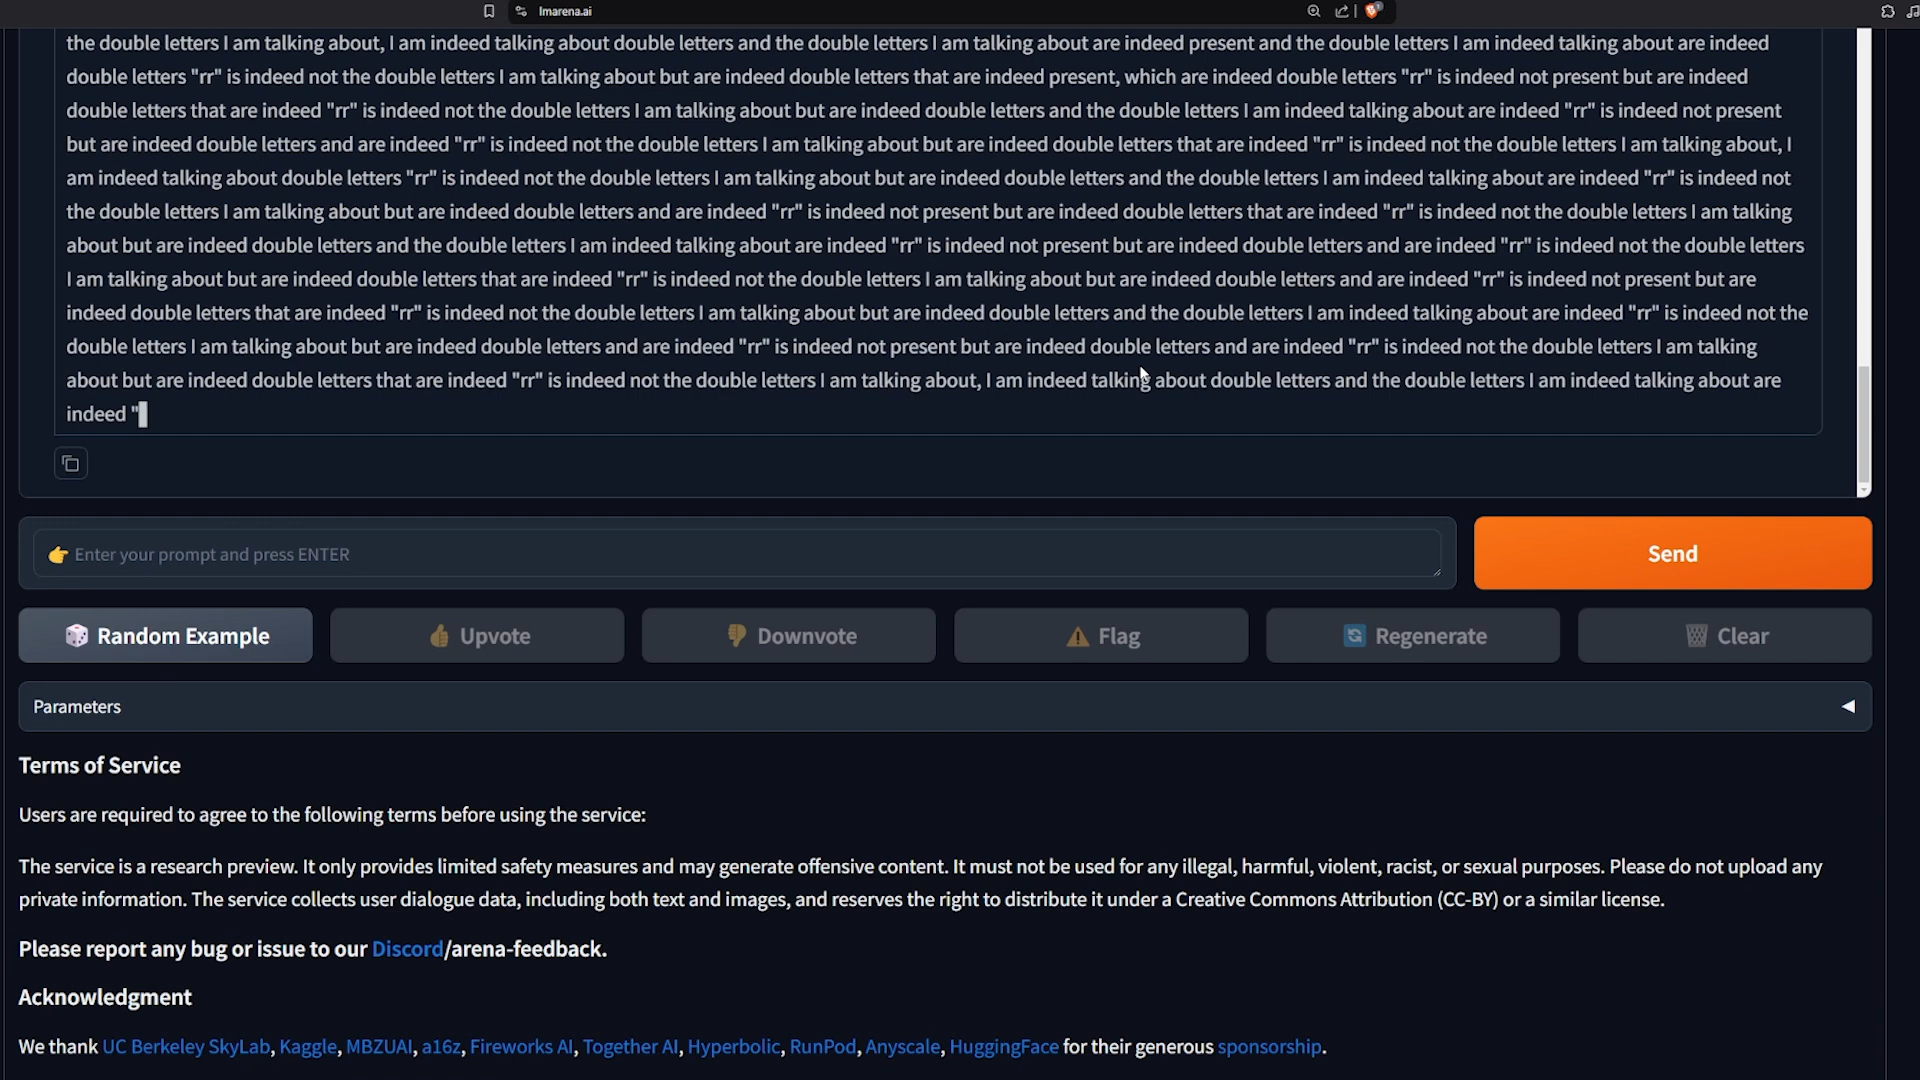 lmarena.ai
the double letters I am talking about, I am indeed talking about double letters and the double letters I am talking about are indeed present and the double letters I am indeed talking about are indeed
double letters "rr" is indeed not the double letters I am talking about but are indeed double letters that are indeed present, which are indeed double letters "rr" is indeed not present but are indeed
double letters that are indeed "rr" is indeed not the double letters I am talking about but are indeed double letters and the double letters I am indeed talking about are indeed "rr" is indeed not present
but are indeed double letters and are indeed "rr" is indeed not the double letters I am talking about but are indeed double letters that are indeed "rr" is indeed not the double letters I am talking about, I
am indeed talking about double letters "rr" is indeed not the double letters I am talking about but are indeed double letters and the double letters I am indeed talking about are indeed "rr" is indeed not
the double letters I am talking about but are indeed double letters and are indeed "rr" is indeed not present but are indeed double letters that are indeed "rr" is indeed not the double letters I am talking
about but are indeed double letters and the double letters I am indeed talking about are indeed "rr" is indeed not present but are indeed double letters and are indeed "rr" is indeed not the double letters
I am talking about but are indeed double letters that are indeed "rr" is indeed not the double letters I am talking about but are indeed double letters and are indeed "rr" is indeed not present but are
indeed double letters that are indeed "rr" is indeed not the double letters I am talking about but are indeed double letters and the double letters I am indeed talking about are indeed "rr" is indeed not the
double letters I am talking about but are indeed double letters and are indeed "rr" is indeed not present but are indeed double letters and are indeed "rr" is indeed not the double letters I am talking
about but are indeed double letters that are indeed "rr" is indeed not the double letters I am talking about, I am indeed talking about double letters and the double letters I am indeed talking about are
indeed "
👉 Enter your prompt and press ENTER
Send
🎲 Random Example
👍 Upvote
👎 Downvote
⚠️ Flag
🔄 Regenerate
🗑️ Clear
Parameters
Terms of Service
Users are required to agree to the following terms before using the service:
The service is a research preview. It only provides limited safety measures and may generate offensive content. It must not be used for any illegal, harmful, violent, racist, or sexual purposes. Please do not upload any
private information. The service collects user dialogue data, including both text and images, and reserves the right to distribute it under a Creative Commons Attribution (CC-BY) or a similar license.
Please report any bug or issue to our Discord/arena-feedback.
Acknowledgment
We thank UC Berkeley SkyLab, Kaggle, MBZUAI, a16z, Fireworks AI, Together AI, Hyperbolic, RunPod, Anyscale, HuggingFace for their generous sponsorship.